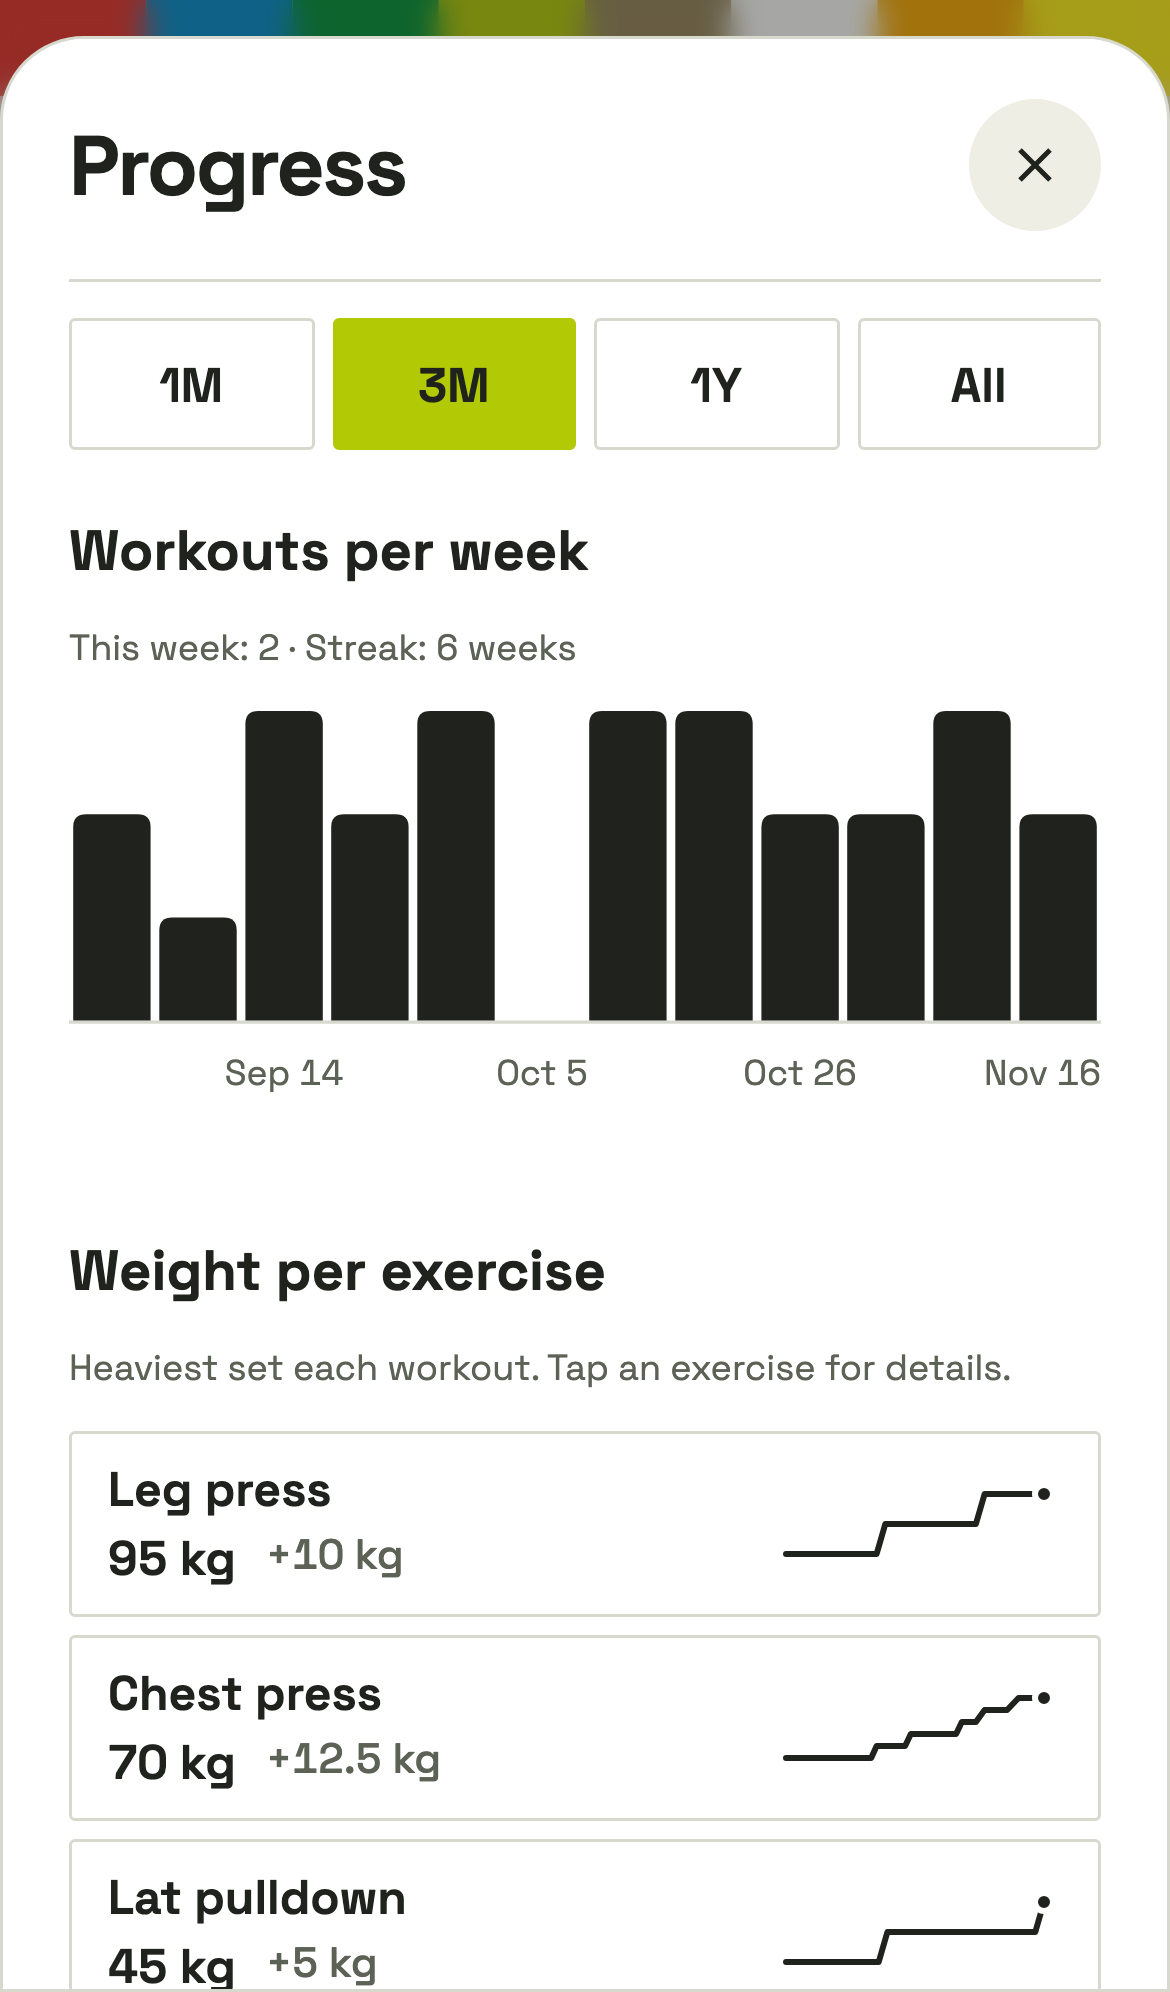 Progress
1M 3M 1Y All
Workouts per week
This week: 2 · Streak: 6 weeks
Sep 14 Oct 5 Oct 26 Nov 16
Weight per exercise
Heaviest set each workout. Tap an exercise for details.
Leg press
95 kg +10 kg
Chest press
70 kg +12.5 kg
Lat pulldown
45 kg +5 kg